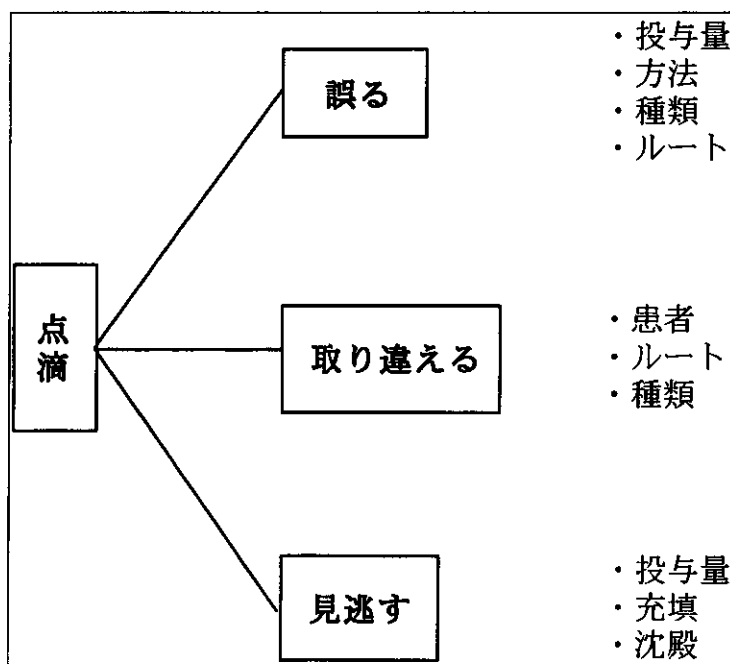 ・投与量
・方法
・種類
・ルート
誤る
点滴
取り違える
・患者
・ルート
・種類
見逃す
・投与量
・充填
・沈殿